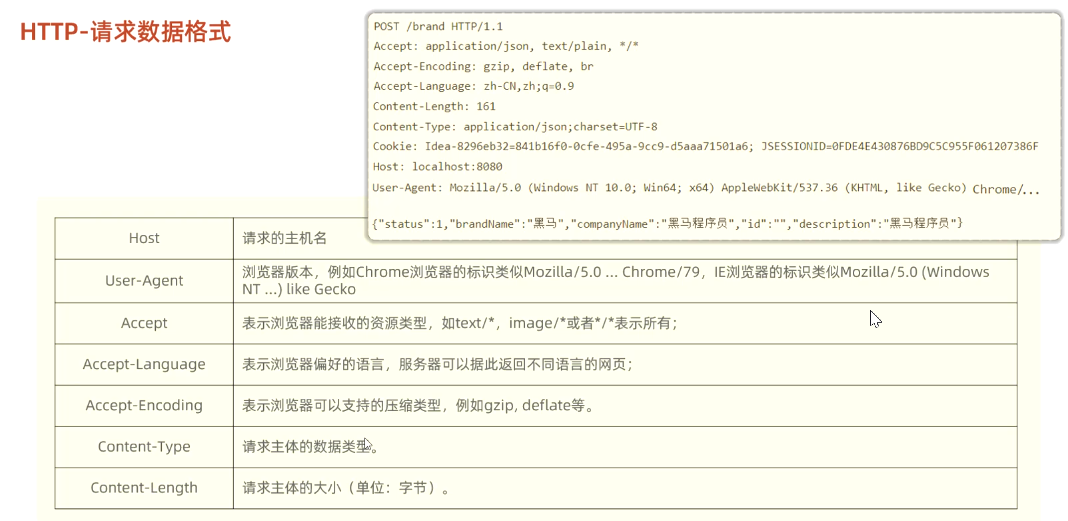 HTTP-请求数据格式
POST /brand HTTP/1.1
Accept: application/json, text/plain, */*
Accept-Encoding: gzip, deflate, br
Accept-Language: zh-CN,zh;q=0.9
Content-Length: 161
Content-Type: application/json;charset=UTF-8
Cookie: Idea-8296eb32=841b16f0-0cfe-495a-9cc9-d5aaa71501a6; JSESSIONID=0FDE4E430876BD9C5C955F061207386F
Host: localhost:8080
User-Agent: Mozilla/5.0 (Windows NT 10.0; Win64; x64) AppleWebKit/537.36 (KHTML, like Gecko) Chrome/...
{"status":1,"brandName":"黑马","companyName":"黑马程序员","id":"","description":"黑马程序员"}
Host 请求的主机名
User-Agent 浏览器版本，例如Chrome浏览器的标识类似Mozilla/5.0 ... Chrome/79，IE浏览器的标识类似Mozilla/5.0 (Windows
NT ...) like Gecko
Accept 表示浏览器能接收的资源类型，如text/*，image/*或者*/*表示所有；
Accept-Language 表示浏览器偏好的语言，服务器可以据此返回不同语言的网页；
Accept-Encoding 表示浏览器可以支持的压缩类型，例如gzip, deflate等。
Content-Type 请求主体的数据类型。
Content-Length 请求主体的大小（单位：字节）。